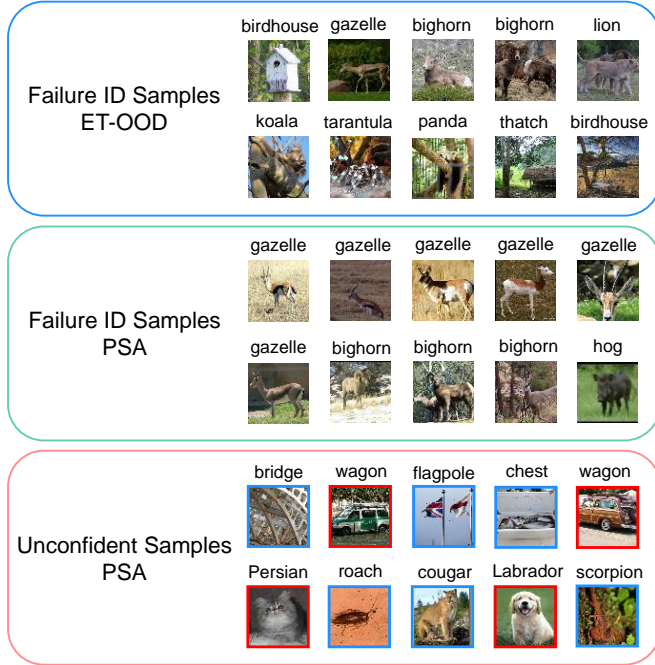 birdhouse gazelle bighorn bighorn lion
Failure ID Samples
ET-OOD
koala tarantula panda thatch birdhouse
gazelle gazelle gazelle gazelle gazelle
Failure ID Samples
PSA
gazelle bighorn bighorn bighorn hog
bridge wagon flagpole chest wagon
Unconfident Samples
PSA
Persian roach cougar Labrador scorpion